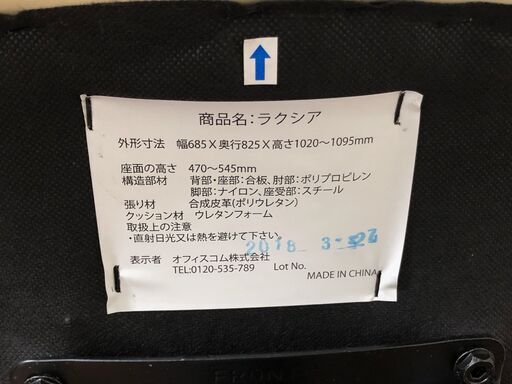 商品名:ラクシア
外形寸法 幅685×奥行825×高さ1020～1095mm
座面の高さ 470～545mm
構造部材 背部・座部:合板、肘部:ポリプロピレン
脚部:ナイロン、座受部:スチール
張り材 合成皮革(ポリウレタン)
クッション材 ウレタンフォーム
取扱上の注意
・直射日光又は熱を避けて下さい。
2018 3
表示者 オフィスコム株式会社
TEL:0120-535-789 Lot No.
MADE IN CHINA
FRONT